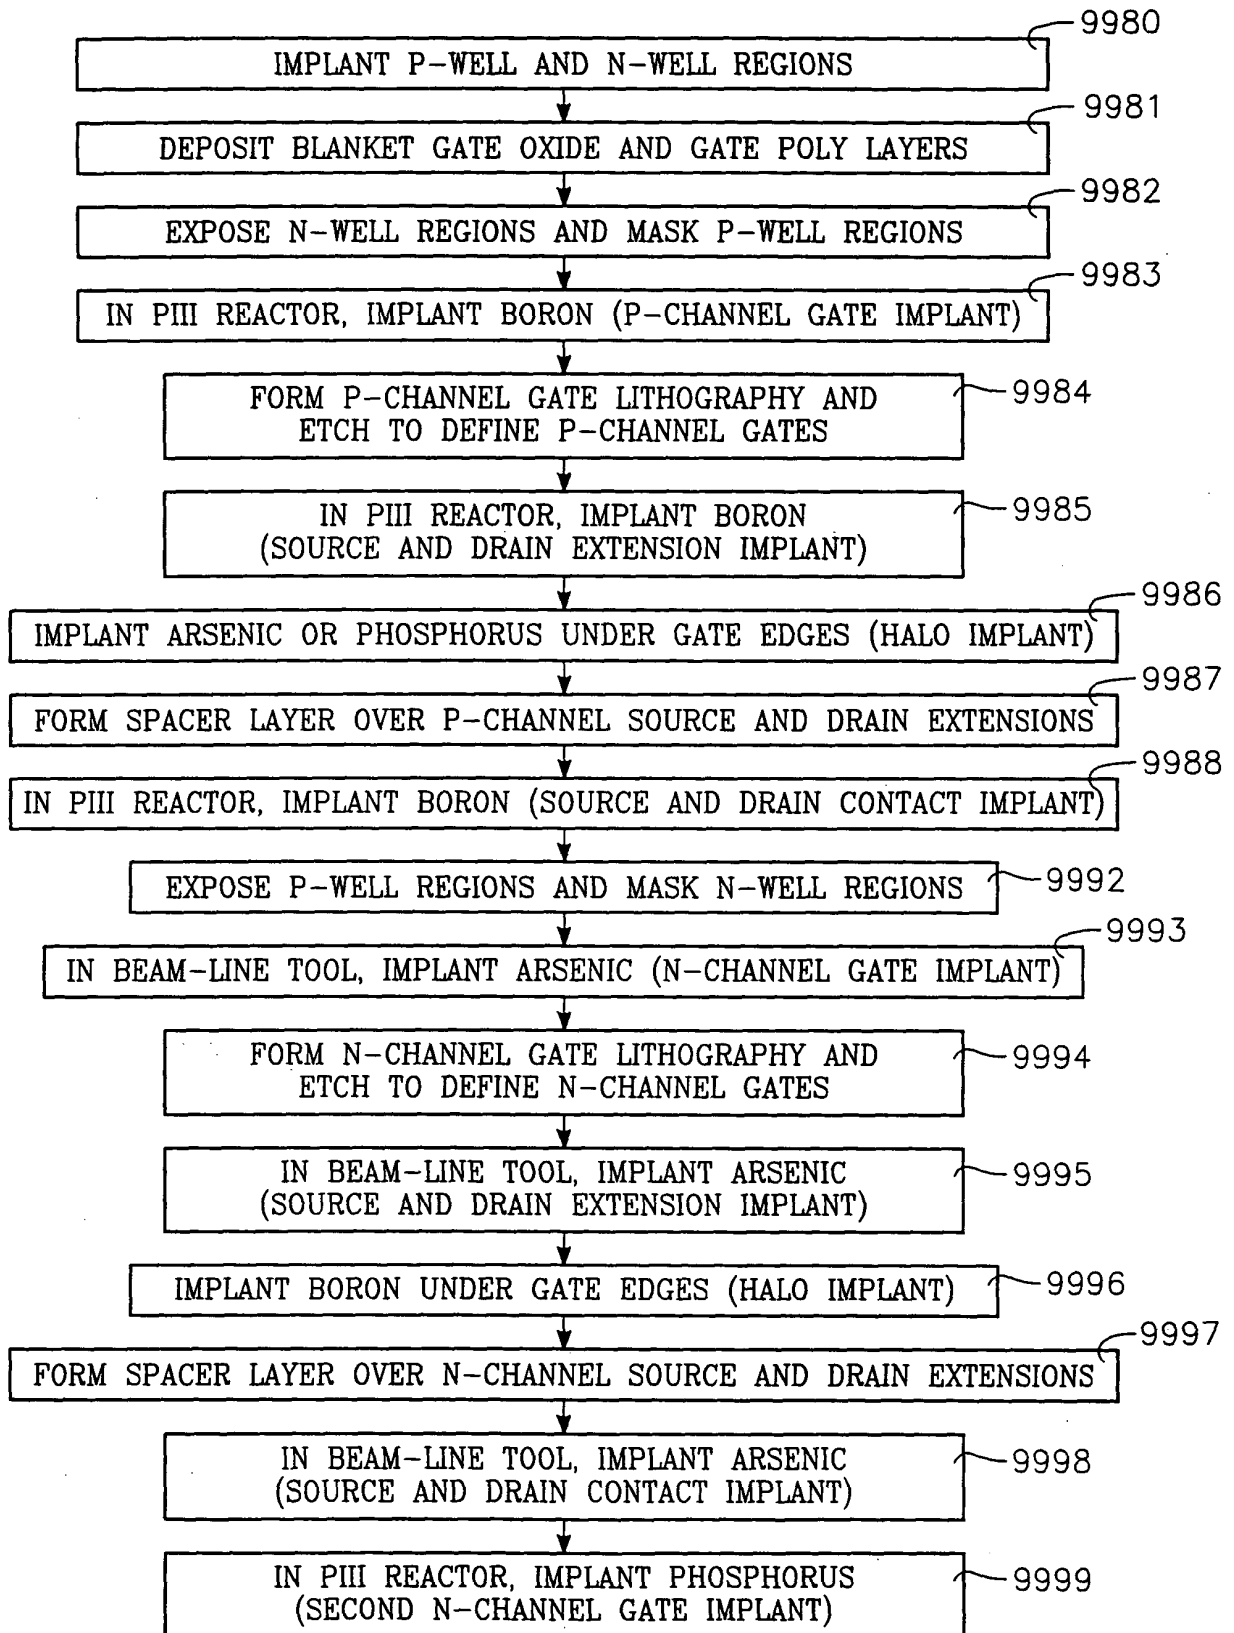 9980
IMPLANT P-WELL AND N-WELL REGIONS
9981
DEPOSIT BLANKET GATE OXIDE AND GATE POLY LAYERS
9982
EXPOSE N-WELL REGIONS AND MASK P-WELL REGIONS
9983
IN PIII REACTOR, IMPLANT BORON (P-CHANNEL GATE IMPLANT)
FORM P-CHANNEL GATE LITHOGRAPHY AND
ETCH TO DEFINE P-CHANNEL GATES
9984
IN PIII REACTOR, IMPLANT BORON
(SOURCE AND DRAIN EXTENSION IMPLANT)
9985
9986
IMPLANT ARSENIC OR PHOSPHORUS UNDER GATE EDGES (HALO IMPLANT)
9987
FORM SPACER LAYER OVER P-CHANNEL SOURCE AND DRAIN EXTENSIONS
9988
IN PIII REACTOR, IMPLANT BORON (SOURCE AND DRAIN CONTACT IMPLANT)
EXPOSE P-WELL REGIONS AND MASK N-WELL REGIONS
9992
9993
IN BEAM-LINE TOOL, IMPLANT ARSENIC (N-CHANNEL GATE IMPLANT)
FORM N-CHANNEL GATE LITHOGRAPHY AND
ETCH TO DEFINE N-CHANNEL GATES
9994
IN BEAM-LINE TOOL, IMPLANT ARSENIC
(SOURCE AND DRAIN EXTENSION IMPLANT)
9995
IMPLANT BORON UNDER GATE EDGES (HALO IMPLANT)
9996
9997
FORM SPACER LAYER OVER N-CHANNEL SOURCE AND DRAIN EXTENSIONS
IN BEAM-LINE TOOL, IMPLANT ARSENIC
(SOURCE AND DRAIN CONTACT IMPLANT)
9998
IN PIII REACTOR, IMPLANT PHOSPHORUS
(SECOND N-CHANNEL GATE IMPLANT)
9999